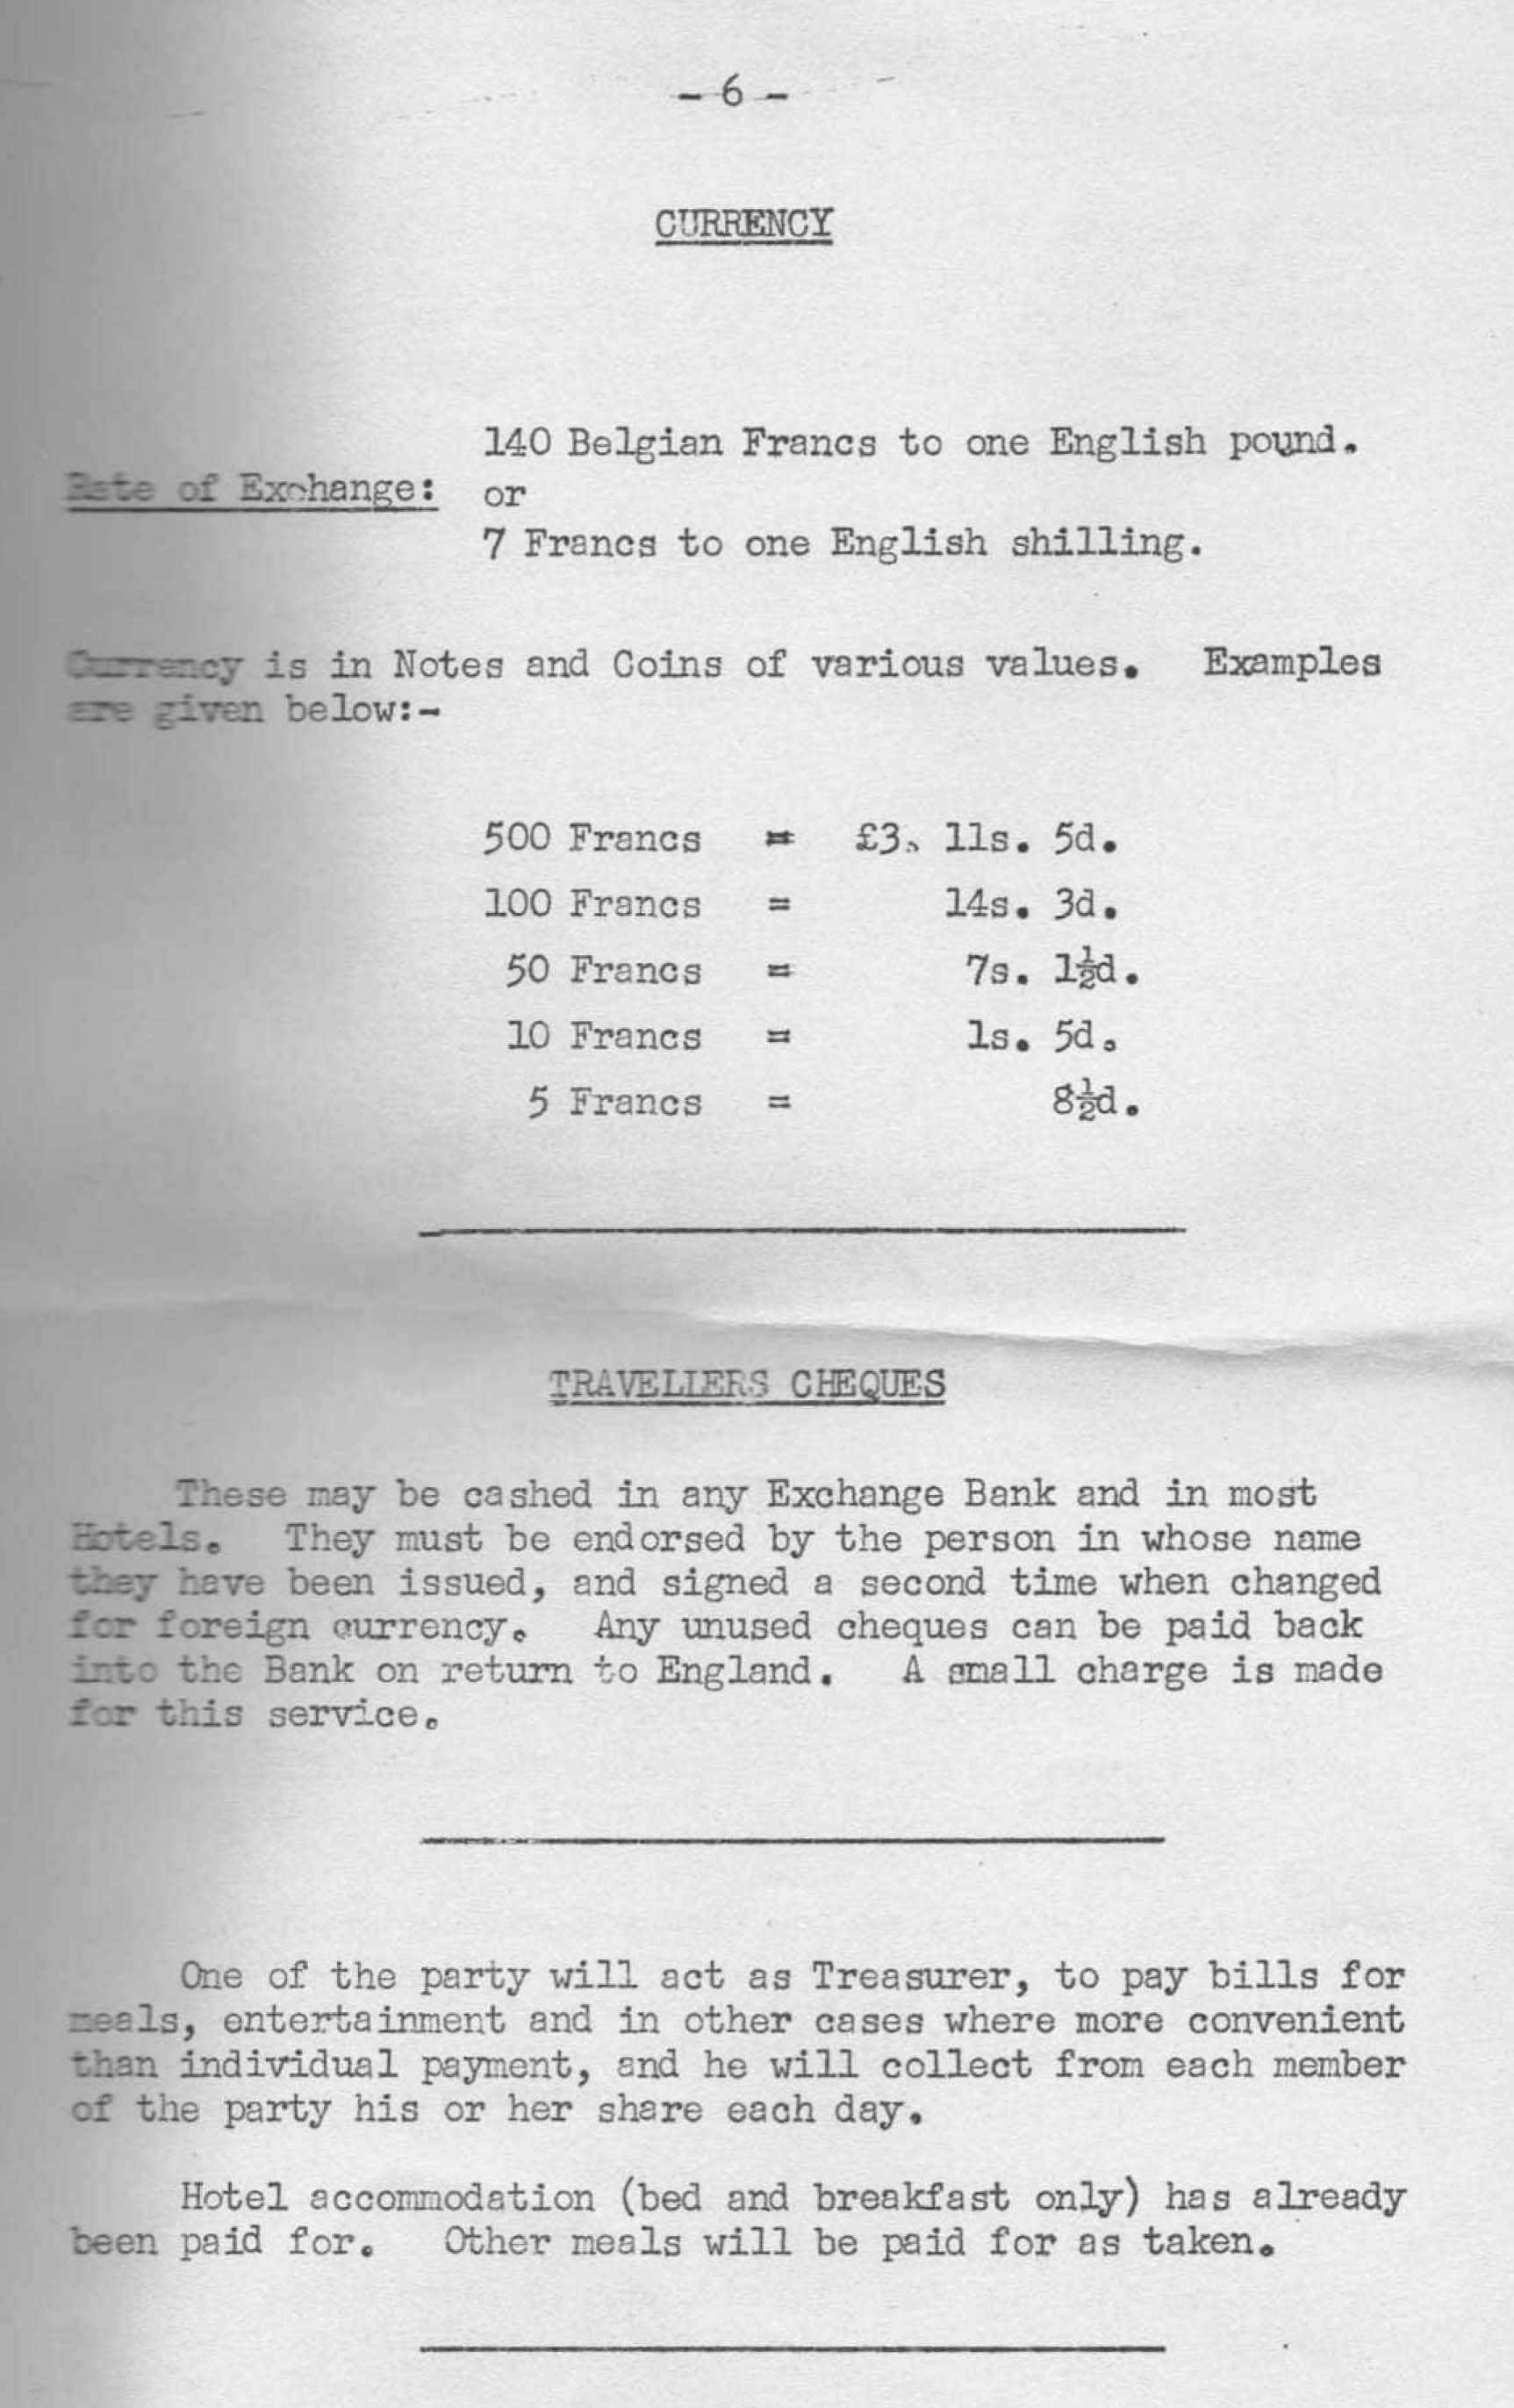 - 6 -
CURRENCY
140 Belgian Francs to one English pound.
Rate of Exchange: or
7 Francs to one English shilling.
Currency is in Notes and Coins of various values. Examples
are given below:-
500 Francs = £3. 11s. 5d.
100 Francs = 14s. 3d.
50 Francs = 7s. 1½d.
10 Francs = 1s. 5d.
5 Francs = 8½d.
TRAVELLERS CHEQUES
These may be cashed in any Exchange Bank and in most
Hotels. They must be endorsed by the person in whose name
they have been issued, and signed a second time when changed
for foreign currency. Any unused cheques can be paid back
into the Bank on return to England. A small charge is made
for this service.
One of the party will act as Treasurer, to pay bills for
meals, entertainment and in other cases where more convenient
than individual payment, and he will collect from each member
of the party his or her share each day.
Hotel accommodation (bed and breakfast only) has already
been paid for. Other meals will be paid for as taken.